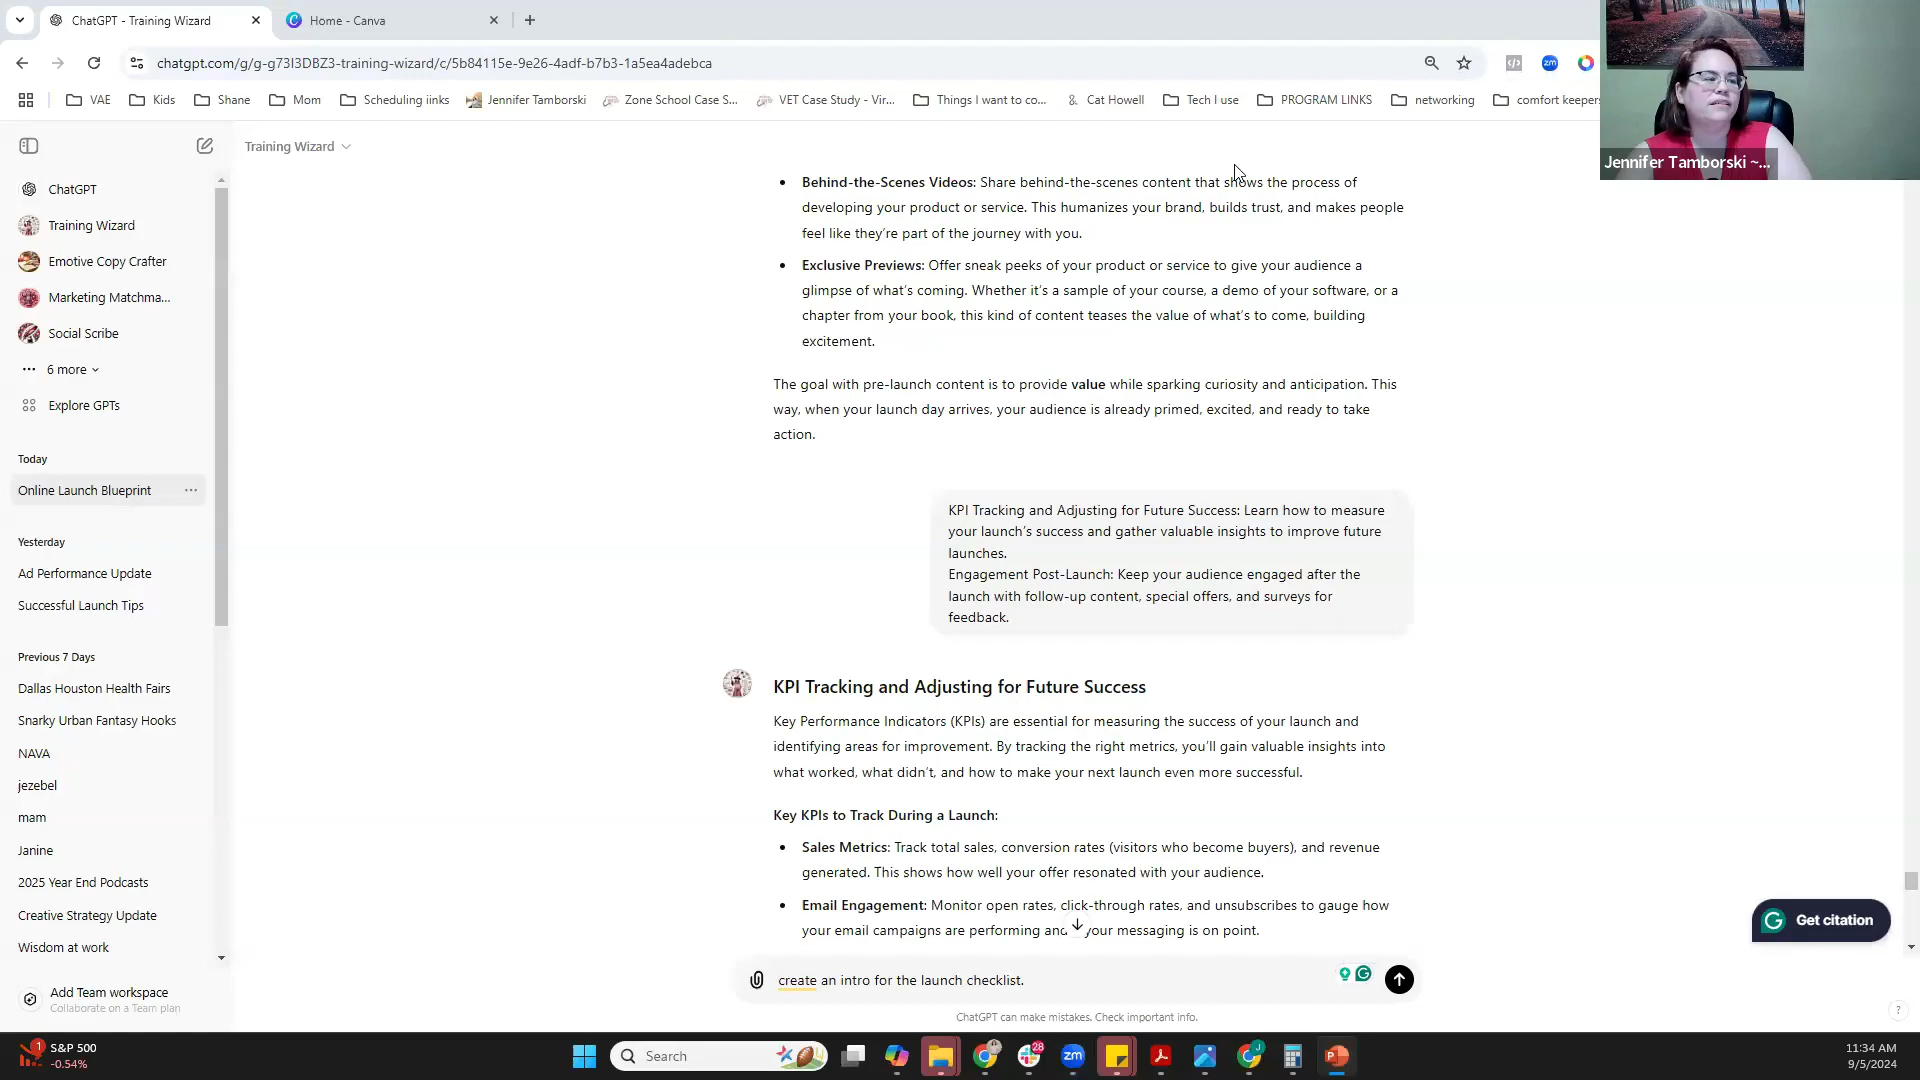 ChatGPT - Training Wizard
Home - Canva
chatgpt.com/g/g-g73I3DBZ3-training-wizard/c/5b84115e-9e26-4adf-b7b3-1a5ea4adebca
VAE
Kids
Shane
Mom
Scheduling iinks
Jennifer Tamborski
Zone School Case S...
VET Case Study - Vir...
Things I want to co...
Cat Howell
Tech I use
PROGRAM LINKS
networking
comfort keepers
Jennifer Tamborski ~...
Training Wizard
ChatGPT
Training Wizard
Emotive Copy Crafter
Marketing Matchma...
Social Scribe
6 more
Explore GPTs
Today
Online Launch Blueprint
Yesterday
Ad Performance Update
Successful Launch Tips
Previous 7 Days
Dallas Houston Health Fairs
Snarky Urban Fantasy Hooks
NAVA
jezebel
mam
Janine
2025 Year End Podcasts
Creative Strategy Update
Wisdom at work
Add Team workspace
Collaborate on a Team plan
Behind-the-Scenes Videos: Share behind-the-scenes content that shows the process of
developing your product or service. This humanizes your brand, builds trust, and makes people
feel like they're part of the journey with you.
Exclusive Previews: Offer sneak peeks of your product or service to give your audience a
glimpse of what's coming. Whether it's a sample of your course, a demo of your software, or a
chapter from your book, this kind of content teases the value of what's to come, building
excitement.
The goal with pre-launch content is to provide value while sparking curiosity and anticipation. This
way, when your launch day arrives, your audience is already primed, excited, and ready to take
action.
KPI Tracking and Adjusting for Future Success: Learn how to measure
your launch's success and gather valuable insights to improve future
launches.
Engagement Post-Launch: Keep your audience engaged after the
launch with follow-up content, special offers, and surveys for
feedback.
KPI Tracking and Adjusting for Future Success
Key Performance Indicators (KPIs) are essential for measuring the success of your launch and
identifying areas for improvement. By tracking the right metrics, you'll gain valuable insights into
what worked, what didn't, and how to make your next launch even more successful.
Key KPIs to Track During a Launch:
Sales Metrics: Track total sales, conversion rates (visitors who become buyers), and revenue
generated. This shows how well your offer resonated with your audience.
Email Engagement: Monitor open rates, click-through rates, and unsubscribes to gauge how
your email campaigns are performing and your messaging is on point.
Get citation
create an intro for the launch checklist.
ChatGPT can make mistakes. Check important info.
?
1
S&P 500
-0.54%
Search
28
zm
J
11:34 AM
9/5/2024